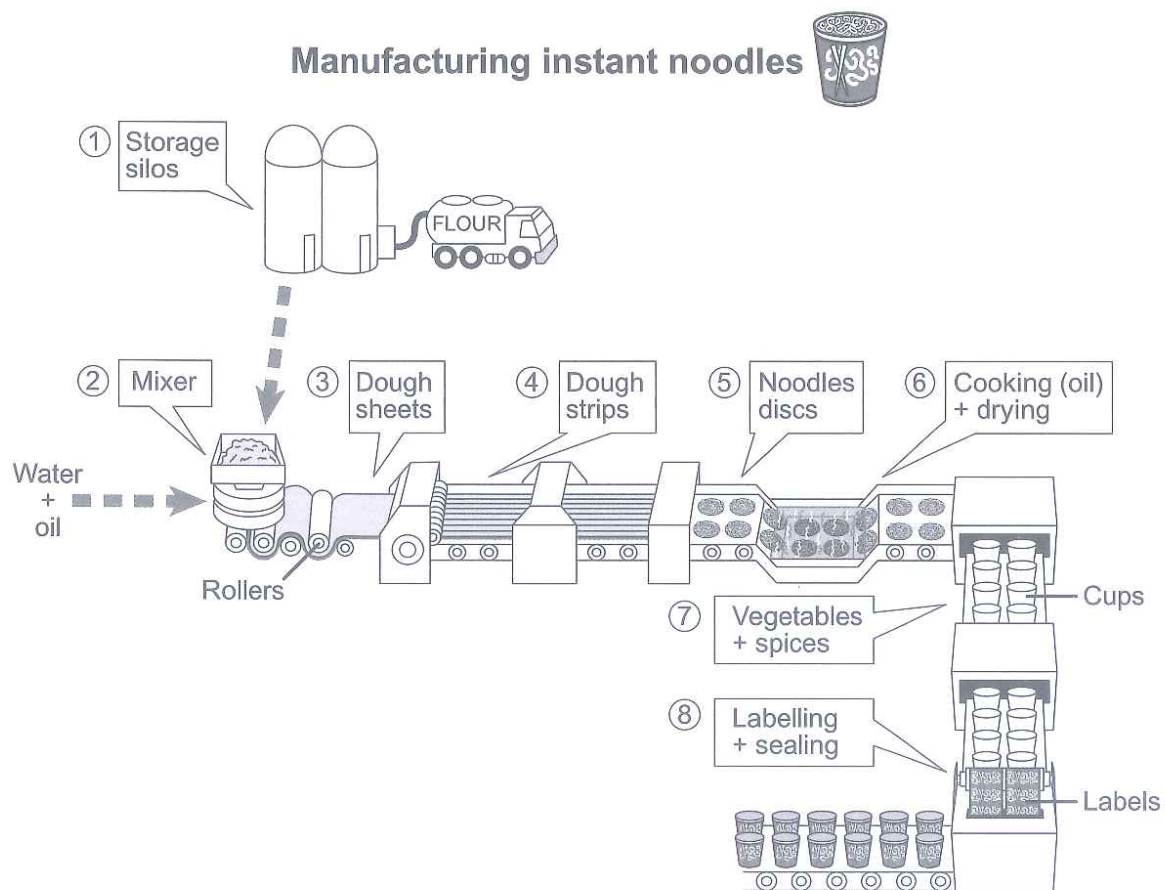 Manufacturing instant noodles
1 Storage
silos
FLOUR
2 Mixer
3 Dough
sheets
4 Dough
strips
5 Noodles
discs
6 Cooking (oil)
+ drying
Water
+
oil
Rollers
7 Vegetables
+ spices
Cups
8 Labelling
+ sealing
Labels